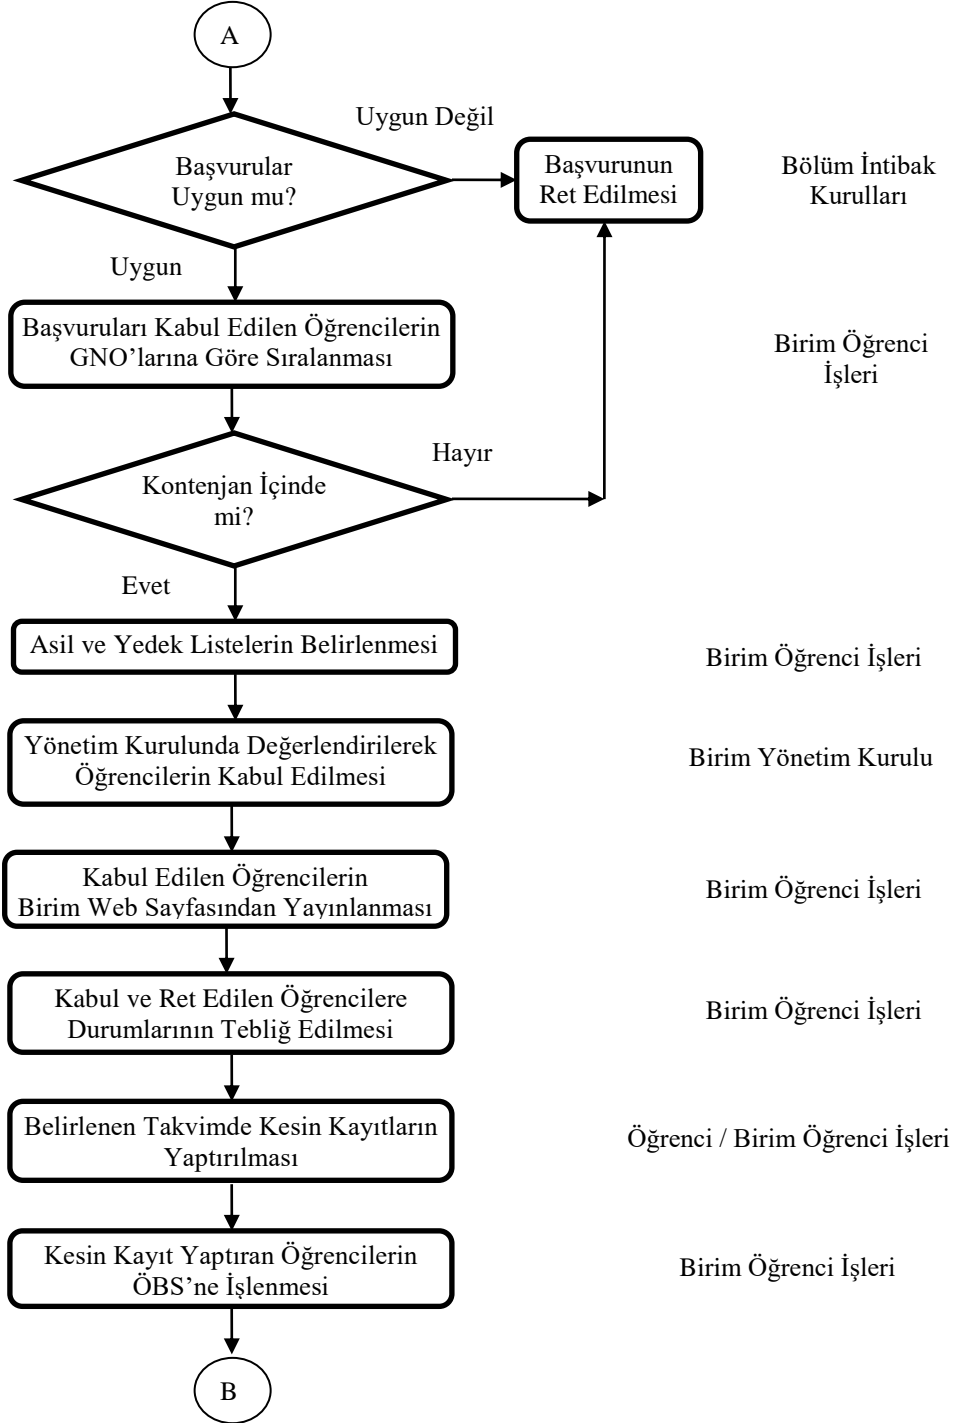 A
Uygun Değil
Başvurular
Uygun mu?
Başvurunun
Ret Edilmesi
Bölüm İntibak
Kurulları
Uygun
Başvuruları Kabul Edilen Öğrencilerin
GNO’larına Göre Sıralanması
Birim Öğrenci
İşleri
Hayır
Kontenjan İçinde
mi?
Evet
Asil ve Yedek Listelerin Belirlenmesi
Birim Öğrenci İşleri
Yönetim Kurulunda Değerlendirilerek
Öğrencilerin Kabul Edilmesi
Birim Yönetim Kurulu
Kabul Edilen Öğrencilerin
Birim Web Sayfasından Yayınlanması
Birim Öğrenci İşleri
Kabul ve Ret Edilen Öğrencilere
Durumlarının Tebliğ Edilmesi
Birim Öğrenci İşleri
Belirlenen Takvimde Kesin Kayıtların
Yaptırılması
Öğrenci / Birim Öğrenci İşleri
Kesin Kayıt Yaptıran Öğrencilerin
ÖBS’ne İşlenmesi
Birim Öğrenci İşleri
B